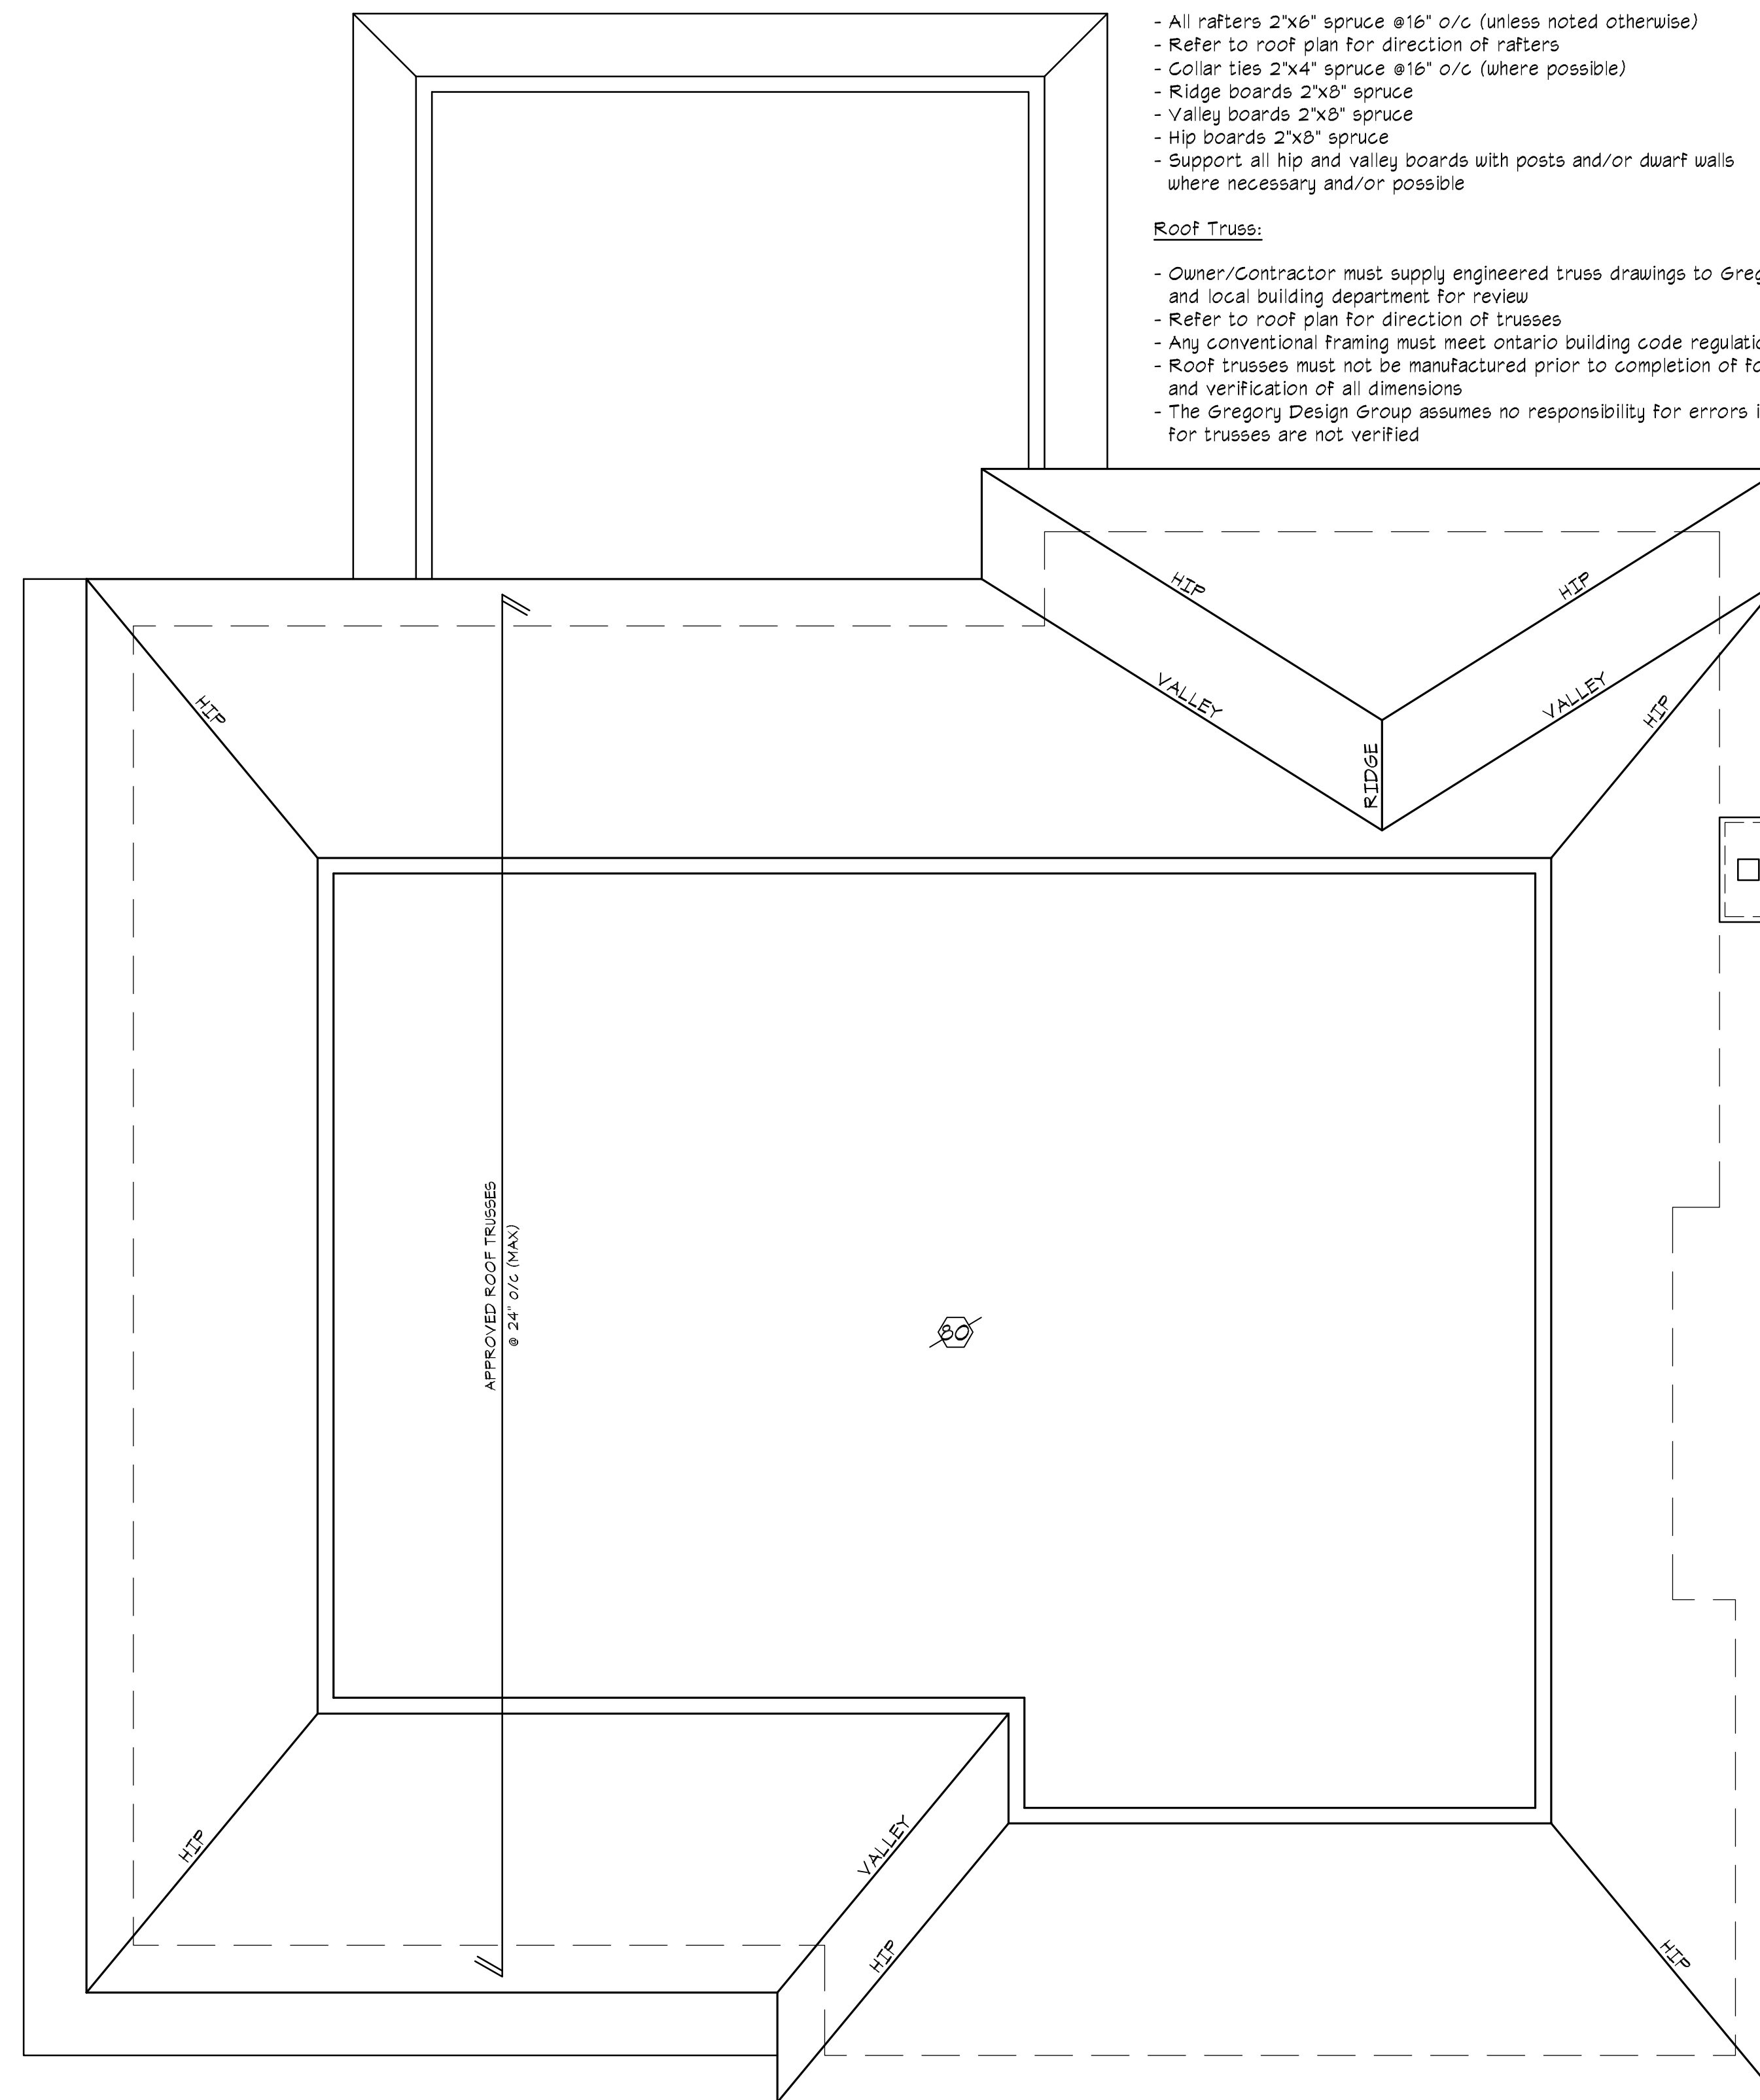 - All rafters 2"x6" spruce @16" o/c (unless noted otherwise)
- Refer to roof plan for direction of rafters
- Collar ties 2"x4" spruce @16" o/c (where possible)
- Ridge boards 2"x8" spruce
- Valley boards 2"x8" spruce
- Hip boards 2"x8" spruce
- Support all hip and valley boards with posts and/or dwarf walls
where necessary and/or possible
Roof Truss:
- Owner/Contractor must supply engineered truss drawings to
and local building department for review
- Refer to roof plan for direction of trusses
- Any conventional framing must meet ontario building code
- Roof trusses must not be manufactured prior to completion of
and verification of all dimensions
- The Gregory Design Group assumes no responsibility for errors
for trusses are not verified
HIP
HIP
VALLEY
VALLEY
HIP
HIP
RIDGE
APPROVED ROOF TRUSSES
@ 24" O/C (MAX)
80
HIP
VALLEY
HIP
HIP